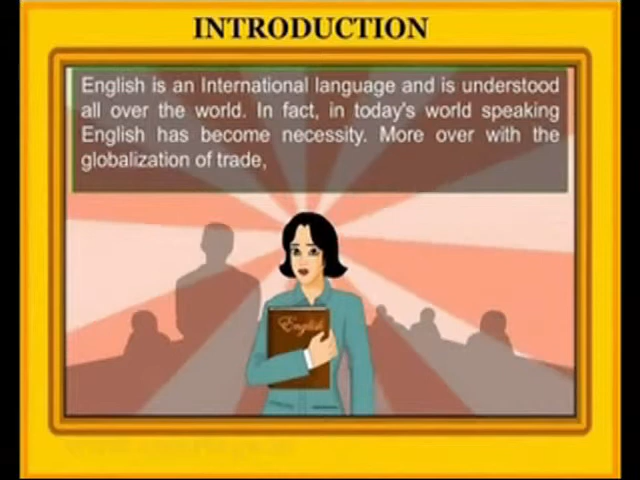 INTRODUCTION
English is an International language and is understood
all over the world. In fact, in today's world speaking
English has become necessity. More over with the
globalization of trade,
English